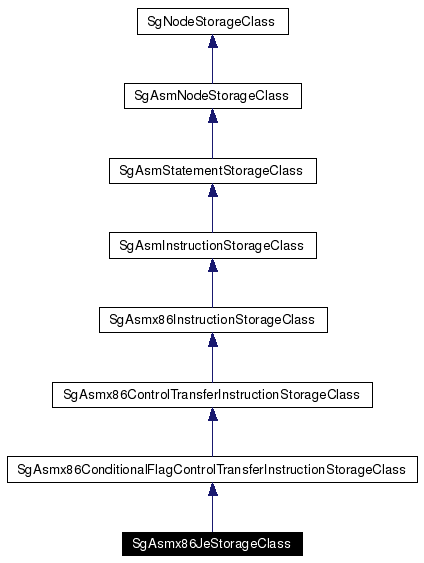 SgNodeStorageClass
SgAsmNodeStorageClass
SgAsmStatementStorageClass
SgAsmInstructionStorageClass
SgAsmx86InstructionStorageClass
SgAsmx86ControlTransferInstructionStorageClass
SgAsmx86ConditionalFlagControlTransferInstructionStorageClass
SgAsmx86JeStorageClass